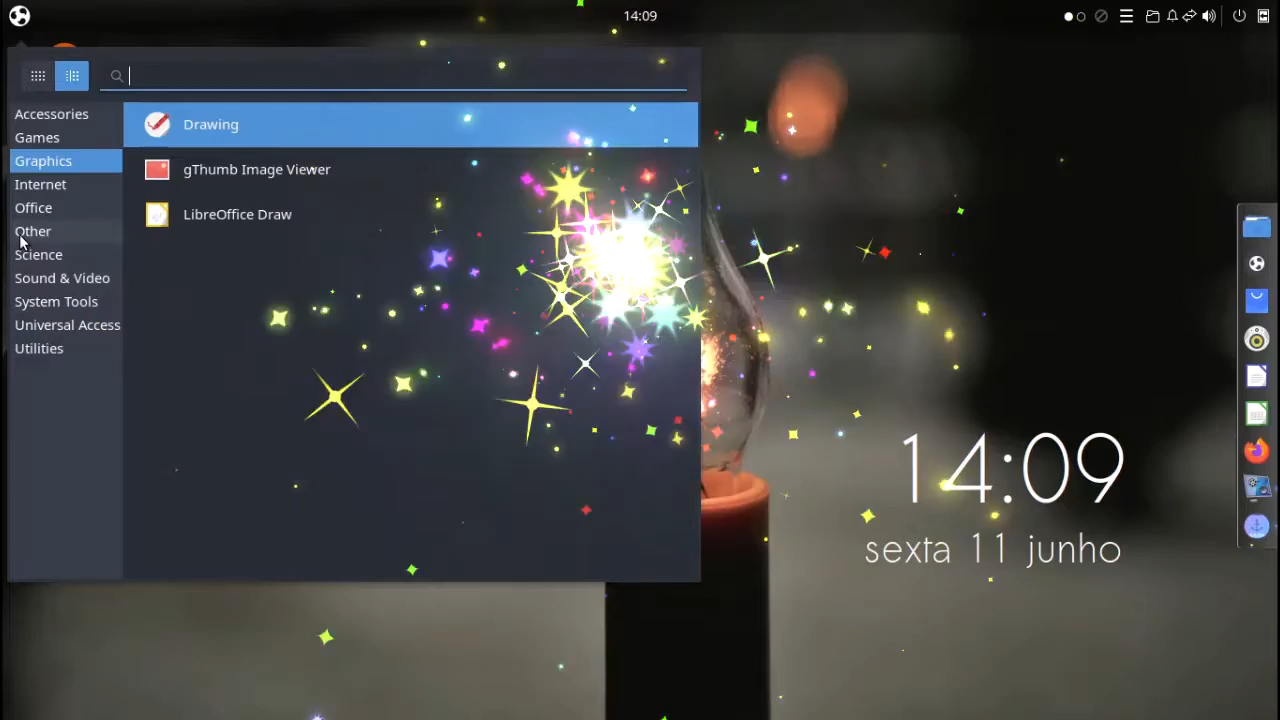 14:09
Accessories
Games
Graphics
Internet
Office
Other
Science
Sound & Video
System Tools
Universal Access
Utilities
Drawing
gThumb Image Viewer
LibreOffice Draw
14:09
sexta 11 junho